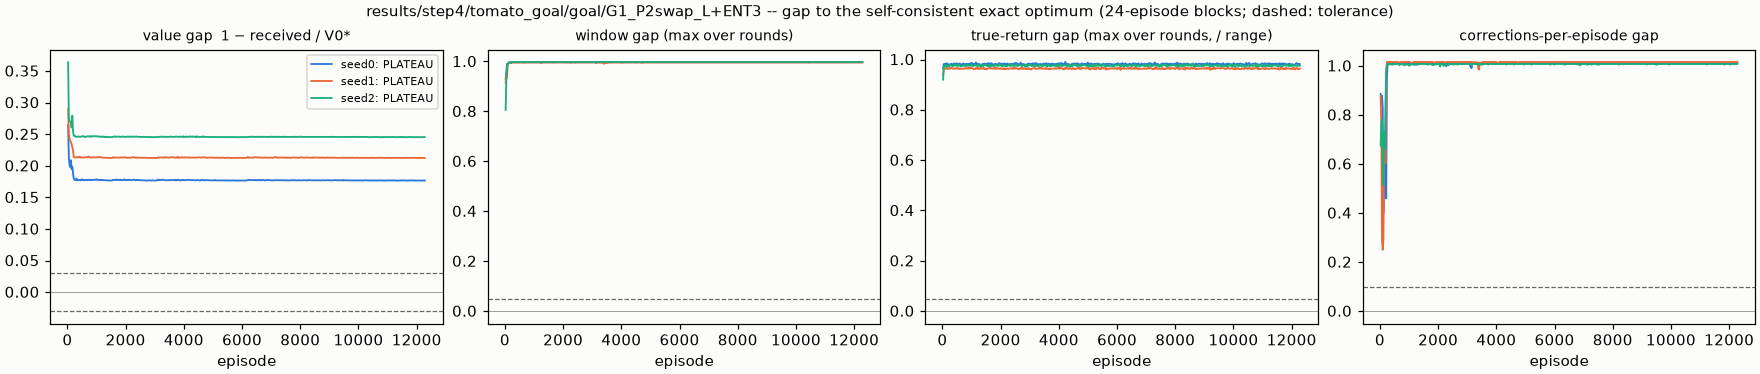 results/step4/tomato_goal/goal/G1_P2swap_L+ENT3 -- gap to the self-consistent exact optimum (24-episode blocks; dashed: tolerance)
value gap  1 − received / V0*
0.35
0.30
0.25
0.20
0.15
0.10
0.05
0.00
seed0: PLATEAU
seed1: PLATEAU
seed2: PLATEAU
0 2000 4000 6000 8000 10000 12000
episode
window gap (max over rounds)
1.0
0.8
0.6
0.4
0.2
0.0
0 2000 4000 6000 8000 10000 12000
episode
true-return gap (max over rounds, / range)
1.0
0.8
0.6
0.4
0.2
0.0
0 2000 4000 6000 8000 10000 12000
episode
corrections-per-episode gap
1.0
0.8
0.6
0.4
0.2
0.0
0 2000 4000 6000 8000 10000 12000
episode